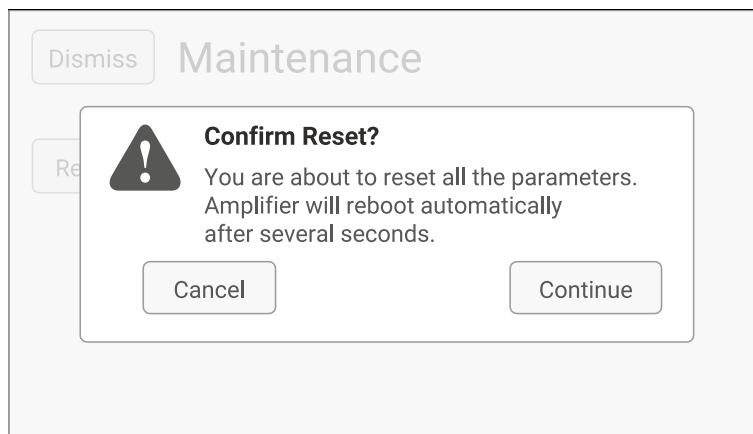 Dismiss Maintenance
Re
Confirm Reset?
You are about to reset all the parameters.
Amplifier will reboot automatically
after several seconds.
Cancel Continue